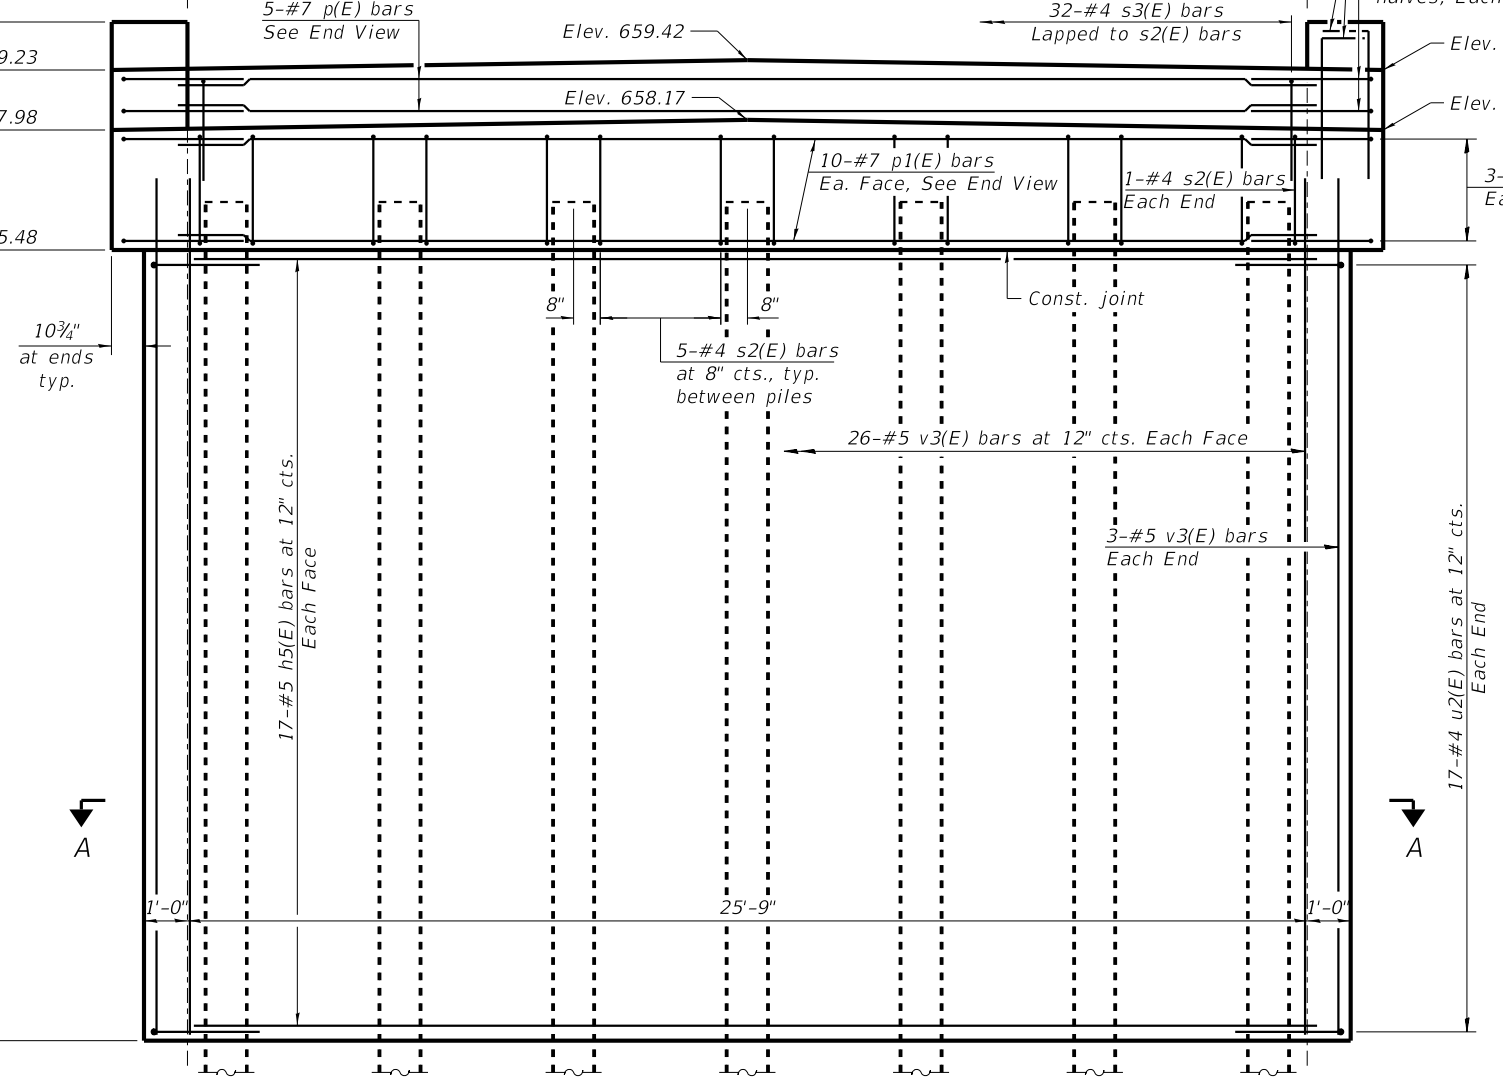 5-#7 p(E) bars
See End View
Elev. 659.42
32-#4 s3(E) bars
Lapped to s2(E) bars
Elev.
9.23
Elev. 658.17
Elev.
7.98
10-#7 p1(E) bars
Ea. Face, See End View
1-#4 s2(E) bars
Each End
3-
5.48
8"
8"
Const. joint
10¾"
at ends
typ.
5-#4 s2(E) bars
at 8" cts., typ.
between piles
26-#5 v3(E) bars at 12" cts. Each Face
17-#5 h5(E) bars at 12" cts.
Each Face
3-#5 v3(E) bars
Each End
17-#4 u2(E) bars at 12" cts.
Each End
A
A
1'-0"
25'-9"
1'-0"